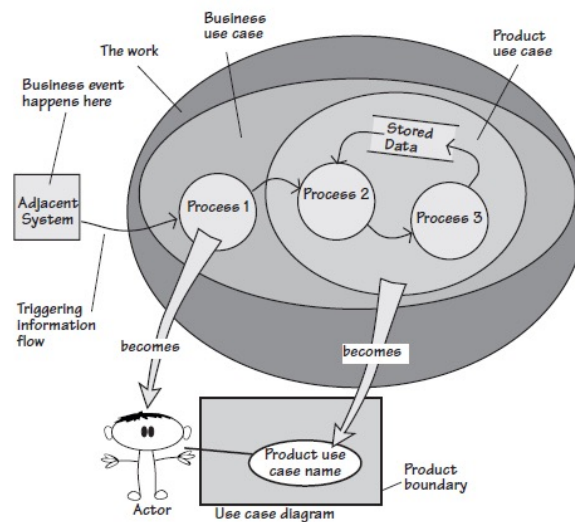 Business
use case
The work
Product
use case
Business event
happens here
Stored
Data
Adjacent
System
Process 1
Process 2
Process 3
Triggering
information
flow
becomes
becomes
Product use
case name
Product
boundary
Actor
Use case diagram